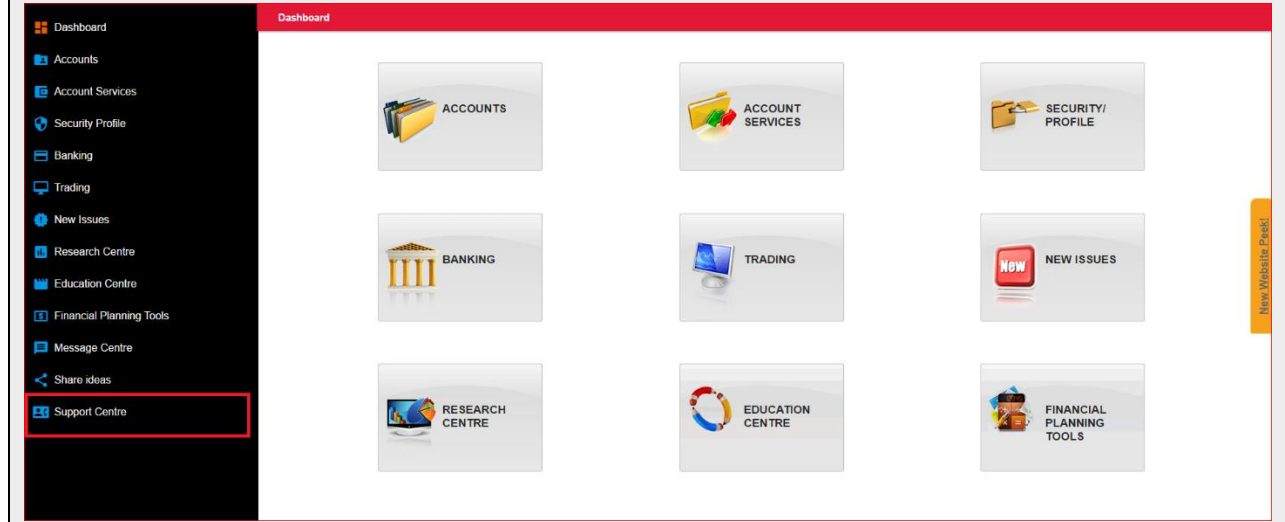 Dashboard
Accounts
Account Services
Security Profile
Banking
Trading
New Issues
Research Centre
Education Centre
Financial Planning Tools
Message Centre
Share ideas
Support Centre
Dashboard
ACCOUNTS
ACCOUNT
SERVICES
SECURITY/
PROFILE
BANKING
TRADING
New
NEW ISSUES
RESEARCH
CENTRE
EDUCATION
CENTRE
FINANCIAL
PLANNING
TOOLS
New Website Peek!